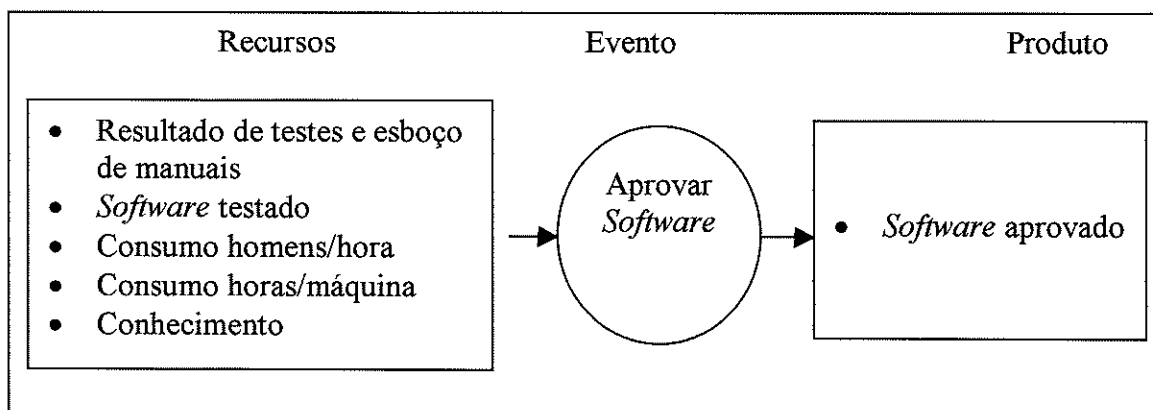 Recursos
Evento
Produto
• Resultado de testes e esboço
de manuais
• Software testado
• Consumo homens/hora
• Consumo horas/máquina
• Conhecimento
Aprovar
Software
• Software aprovado